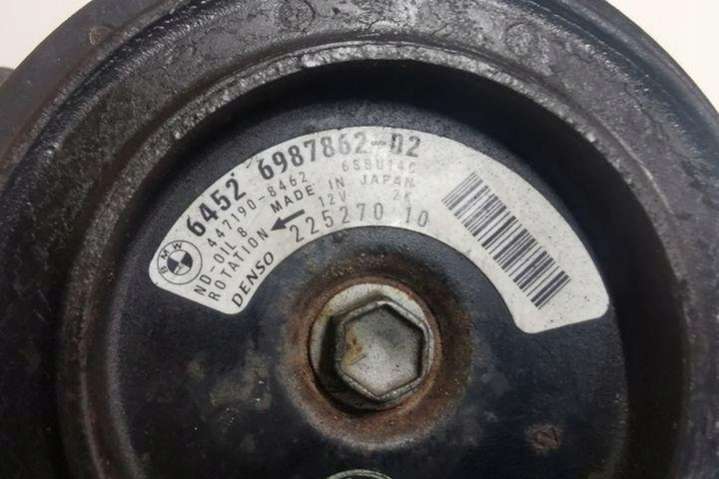 BMW
6452 6987862-02
447190-8462 6SBU14C
ND-OIL 8 MADE IN JAPAN
ROTATION 12V 2K
DENSO 225270 10